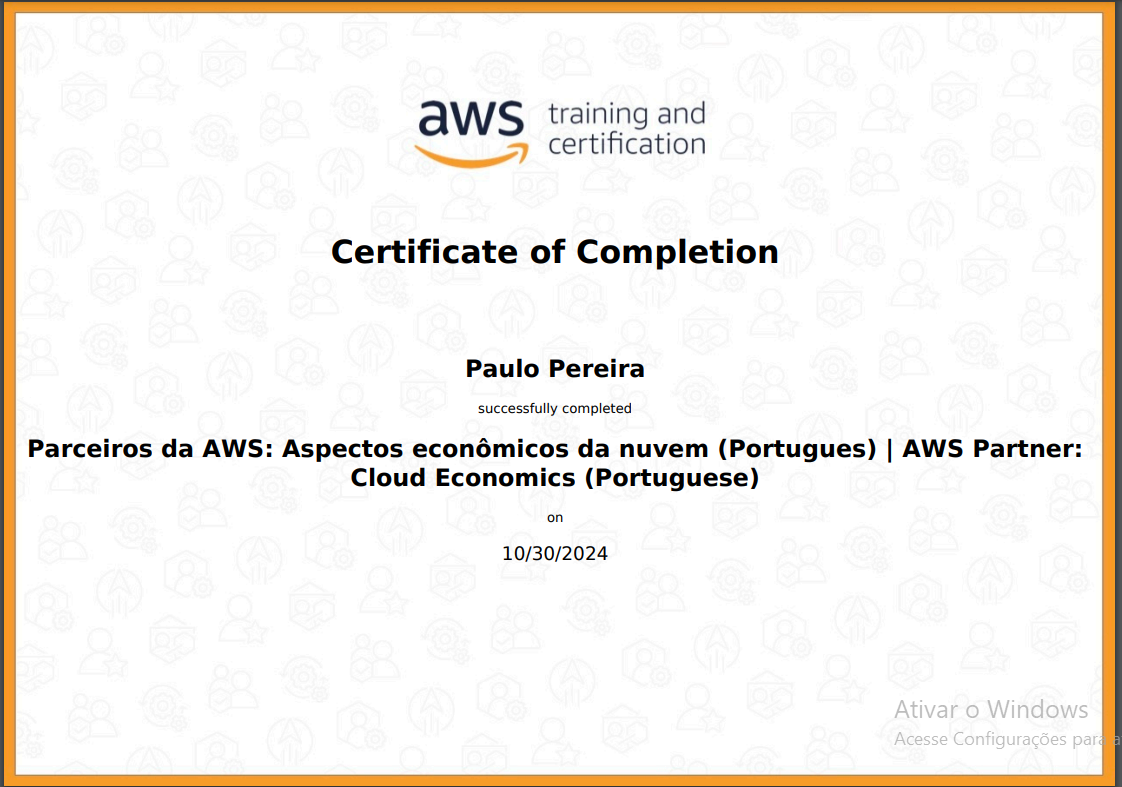 aws training and
certification
Certificate of Completion
Paulo Pereira
successfully completed
Parceiros da AWS: Aspectos econômicos da nuvem (Portugues) | AWS Partner:
Cloud Economics (Portuguese)
on
10/30/2024
Ativar o Windows
Acesse Configurações para a